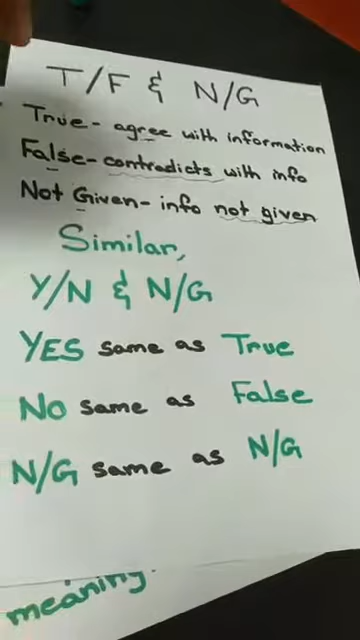 T/F & N/G
True- agree with information
False- contradicts with info
Not Given- info not given
Similar,
Y/N & N/G
YES same as True
No same as False
N/G same as N/G
meaning.